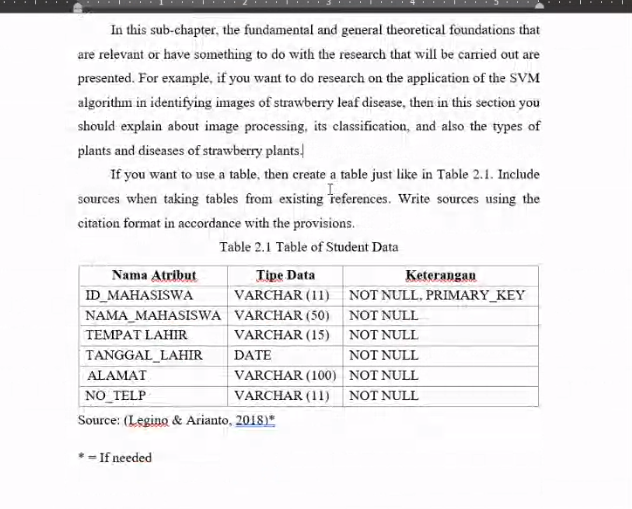 In this sub-chapter, the fundamental and general theoretical foundations that
are relevant or have something to do with the research that will be carried out are
presented. For example, if you want to do research on the application of the SVM
algorithm in identifying images of strawberry leaf disease, then in this section you
should explain about image processing, its classification, and also the types of
plants and diseases of strawberry plants.
If you want to use a table, then create a table just like in Table 2.1. Include
sources when taking tables from existing references. Write sources using the
citation format in accordance with the provisions.
Table 2.1 Table of Student Data
Nama Atribut Tipe Data Keterangan
ID_MAHASISWA VARCHAR (11) NOT NULL, PRIMARY_KEY
NAMA_MAHASISWA VARCHAR (50) NOT NULL
TEMPAT LAHIR VARCHAR (15) NOT NULL
TANGGAL_LAHIR DATE NOT NULL
ALAMAT VARCHAR (100) NOT NULL
NO_TELP VARCHAR (11) NOT NULL
Source: (Legino & Arianto, 2018)*
* = If needed